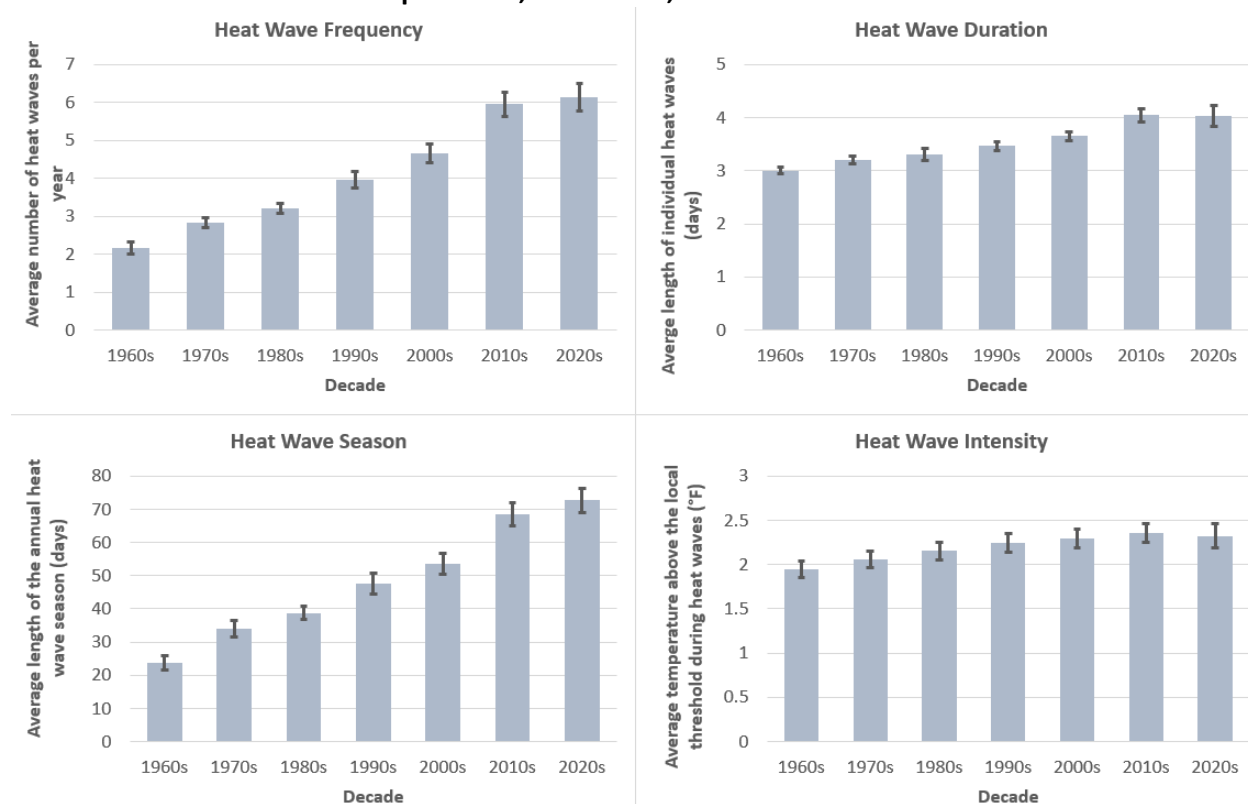 Heat Wave Frequency
Average number of heat waves per
year
7
6
5
4
3
2
1
0
1960s 1970s 1980s 1990s 2000s 2010s 2020s
Decade
Heat Wave Duration
Averge length of individual heat waves
(days)
5
4
3
2
1
0
1960s 1970s 1980s 1990s 2000s 2010s 2020s
Decade
Heat Wave Season
Average length of the annual heat
wave season (days)
80
70
60
50
40
30
20
10
0
1960s 1970s 1980s 1990s 2000s 2010s 2020s
Decade
Heat Wave Intensity
Average temperature above the local
threshold during heat waves (°F)
3
2.5
2
1.5
1
0.5
0
1960s 1970s 1980s 1990s 2000s 2010s 2020s
Decade